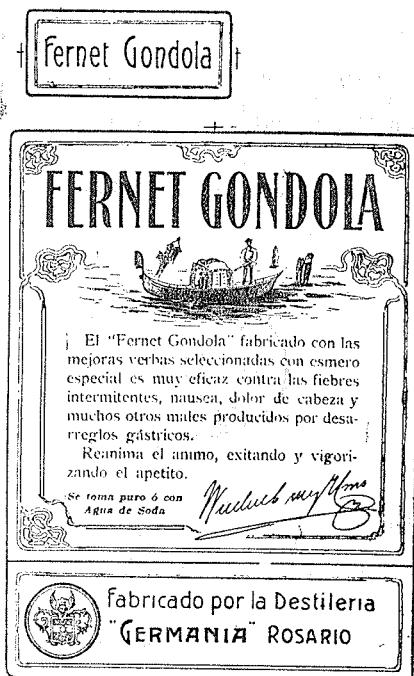 Fernet Gondola
FERNET GONDOLA
El "Fernet Gondola" fabricado con las
mejoras yerbas seleccionadas con esmero
especial es muy eficaz contra las fiebres
intermitentes, nausea, dolor de cabeza y
muchos otros males producidos por desa-
rreglos gástricos.
Reanima el animo, exitando y vigori-
zando el apetito.
Se toma puro ó con
Agua de Soda
fabricado por la Destileria
"GERMANIA" ROSARIO